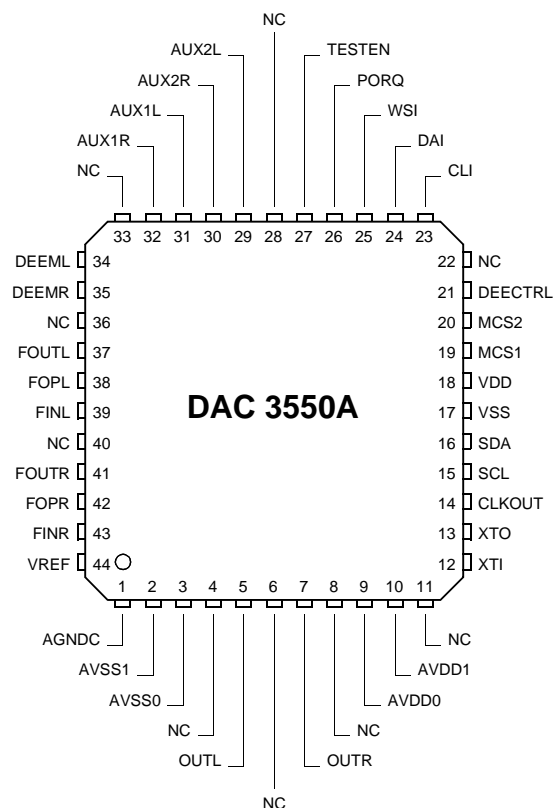 NC
AUX2L
TESTEN
AUX2R
PORQ
AUX1L
WSI
AUX1R
DAI
NC
CLI
33 32 31 30 29 28 27 26 25 24 23
DEEML 34 22 NC
DEEMR 35 21 DEECTRL
NC 36 20 MCS2
FOUTL 37 19 MCS1
FOPL 38 18 VDD
DAC 3550A
FINL 39 17 VSS
NC 40 16 SDA
FOUTR 41 15 SCL
FOPR 42 14 CLKOUT
FINR 43 13 XTO
VREF 44 12 XTI
1 2 3 4 5 6 7 8 9 10 11
AGNDC
NC
AVSS1
AVDD1
AVSS0
AVDD0
NC
NC
OUTL
OUTR
NC